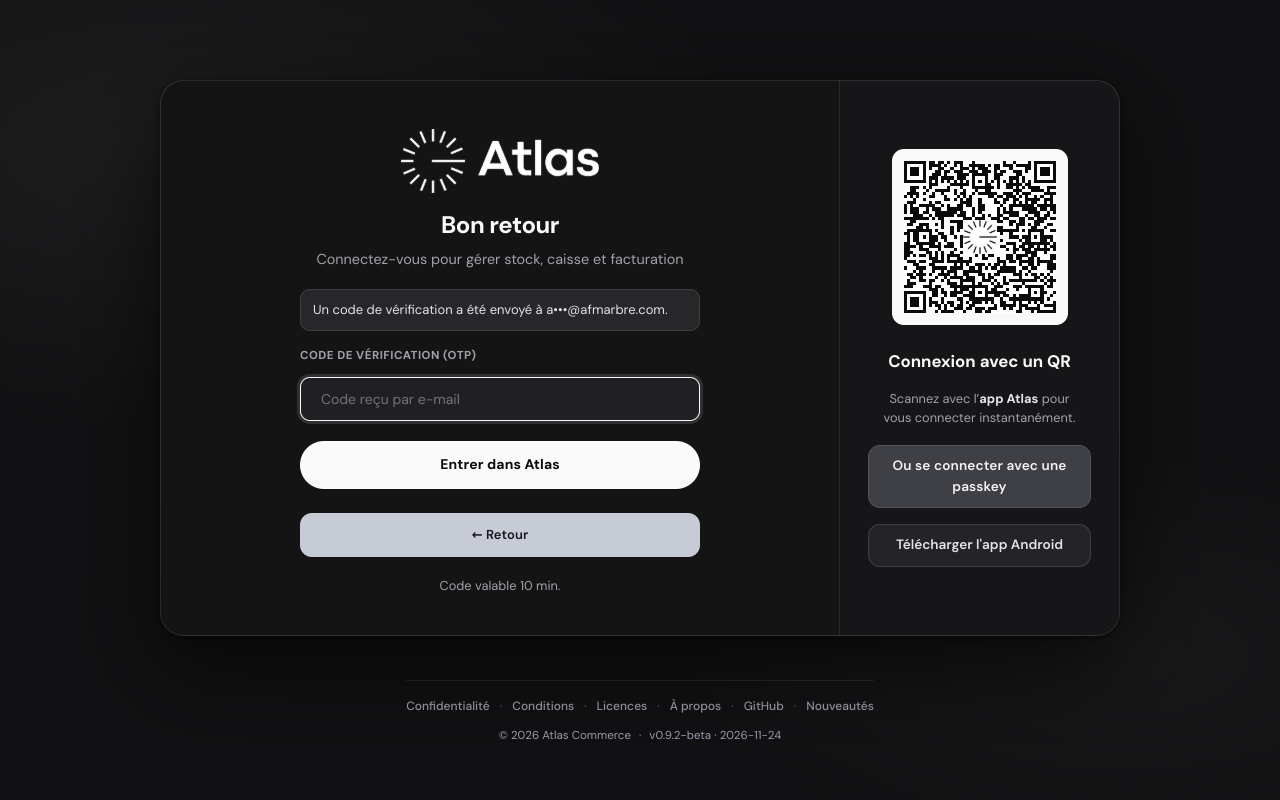 Atlas
Bon retour
Connectez-vous pour gérer stock, caisse et facturation
Un code de vérification a été envoyé à a•••@afmarbre.com.
CODE DE VÉRIFICATION (OTP)
Code reçu par e-mail
Entrer dans Atlas
← Retour
Code valable 10 min.
Connexion avec un QR
Scannez avec l’app Atlas pour
vous connecter instantanément.
Ou se connecter avec une
passkey
Télécharger l'app Android
Confidentialité · Conditions · Licences · À propos · GitHub · Nouveautés
© 2026 Atlas Commerce · v0.9.2-beta · 2026-11-24